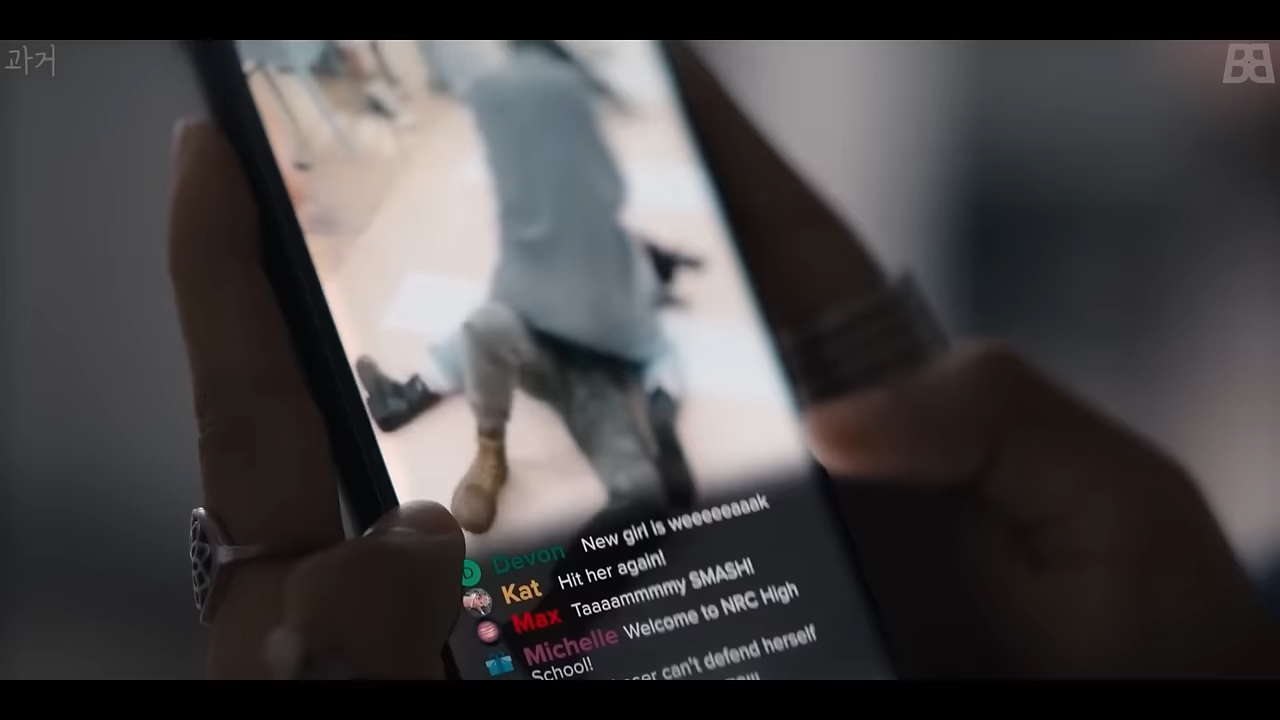 과거
Devon New girl is weeeeeaaak
Kat Hit her again!
Max Taaaammmmy SMASH!
Michelle Welcome to NRC High
School!
can't defend herself